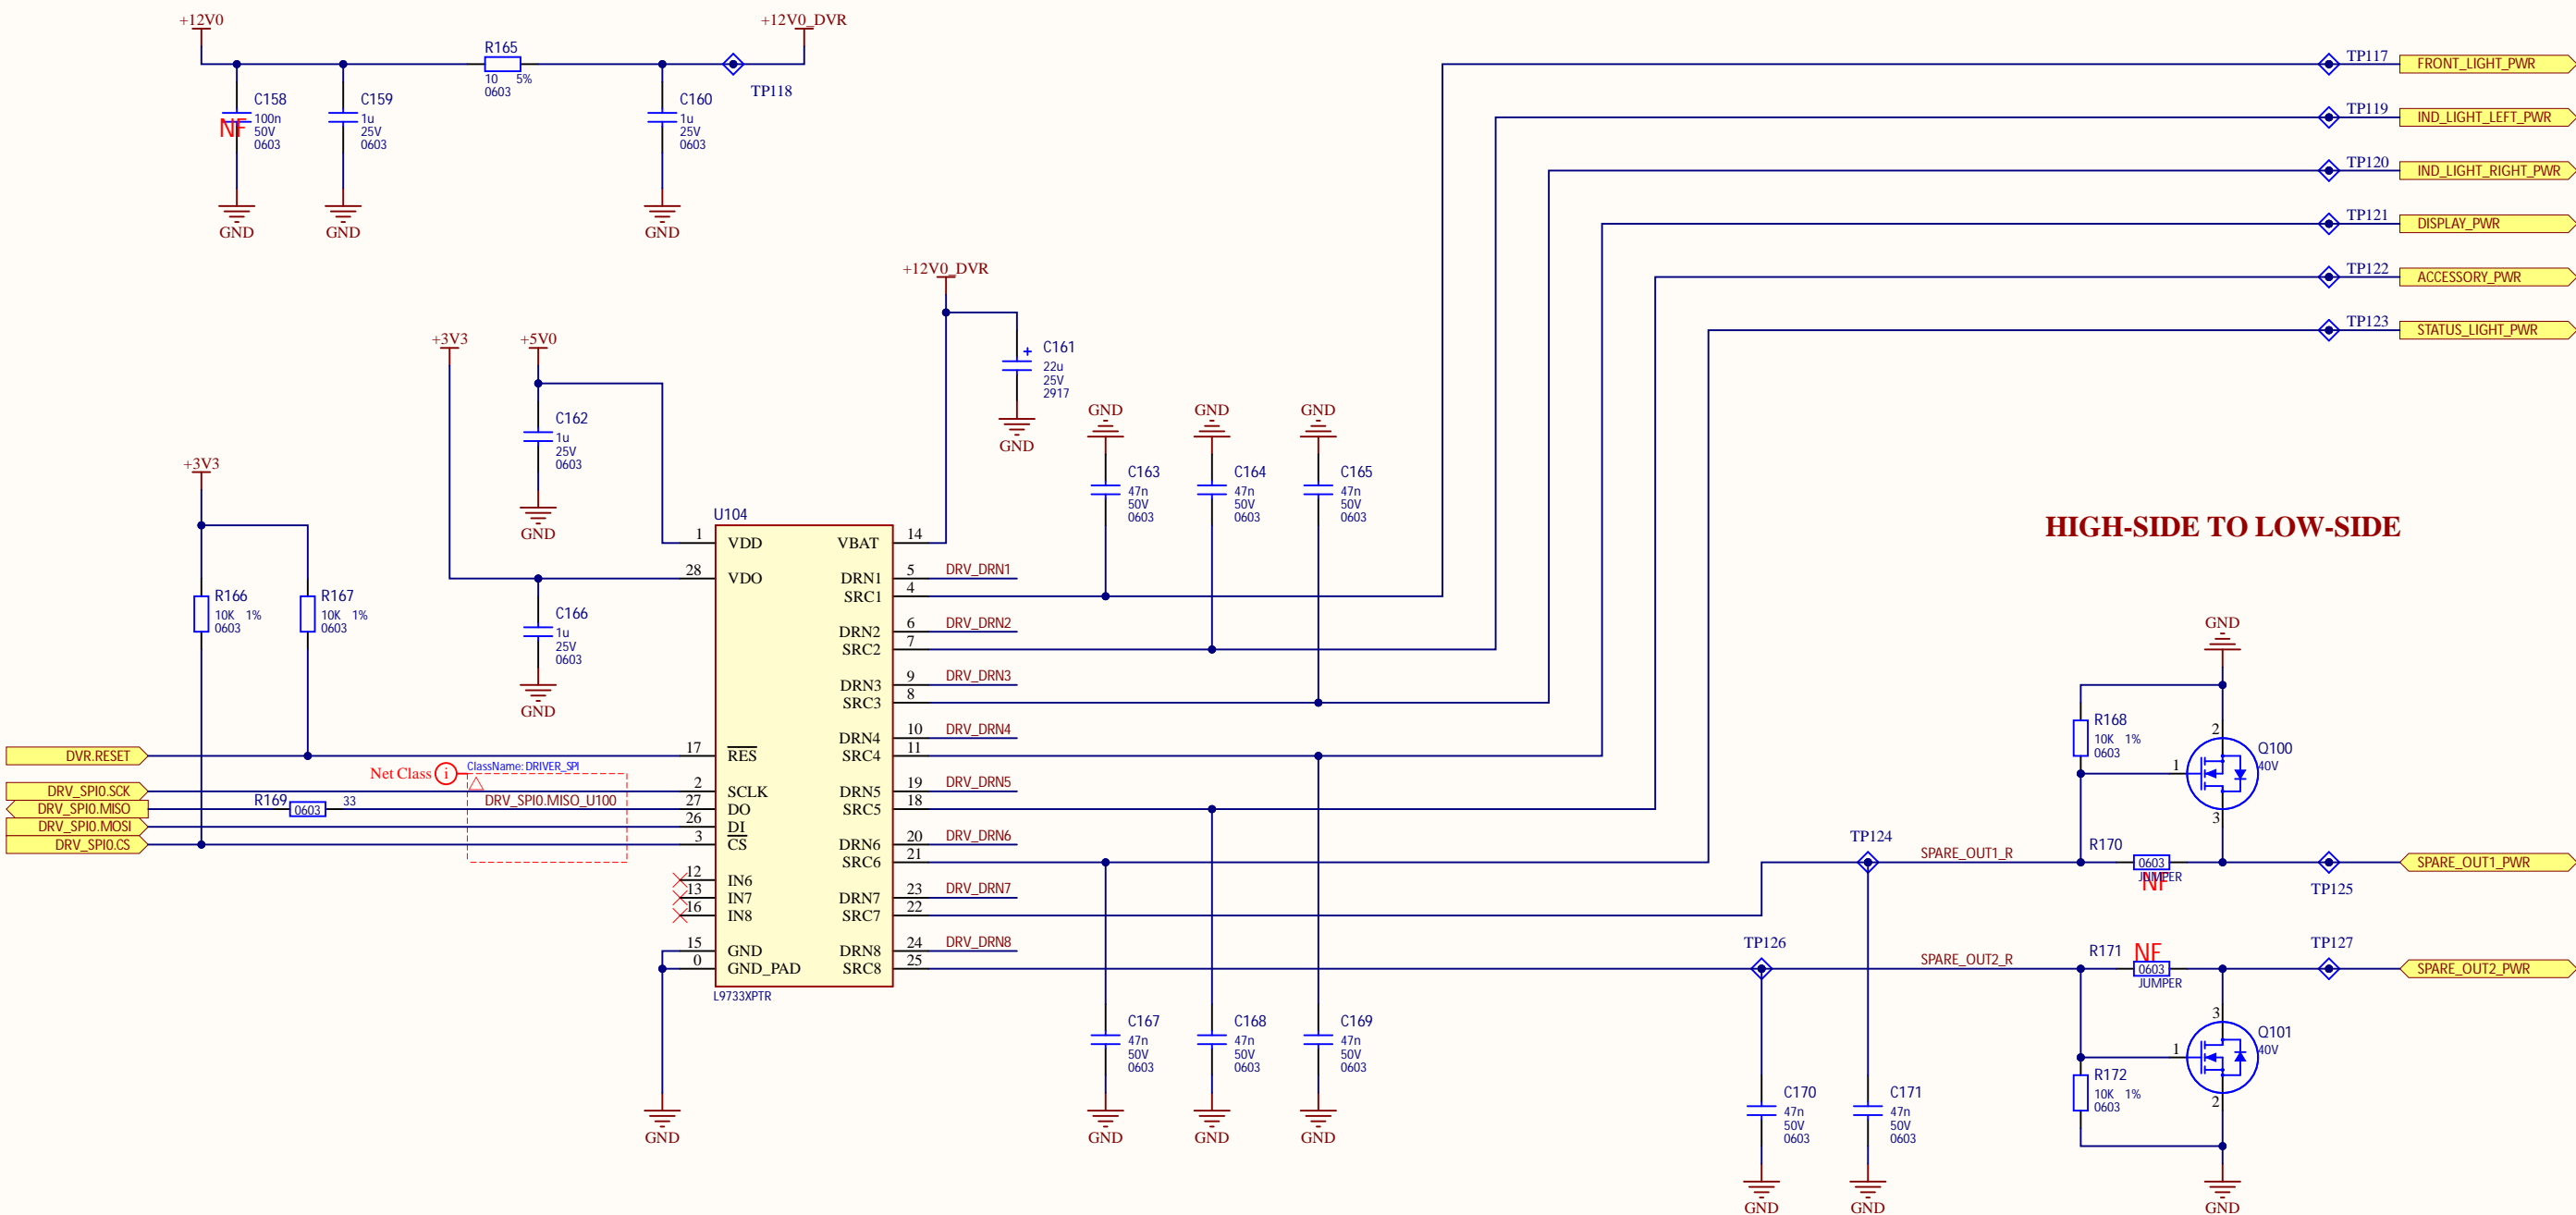 +12V0
+12V0_DVR
R165
10 5%
0603
TP118
C158
100n
50V
0603
NF
C159
1u
25V
0603
C160
1u
25V
0603
GND
GND
GND
TP117
FRONT_LIGHT_PWR
TP119
IND_LIGHT_LEFT_PWR
TP120
IND_LIGHT_RIGHT_PWR
TP121
DISPLAY_PWR
TP122
ACCESSORY_PWR
TP123
STATUS_LIGHT_PWR
+12V0_DVR
C161
22u
25V
2917
GND
+3V3
+5V0
C162
1u
25V
0603
GND
GND
GND
GND
C163
47n
50V
0603
C164
47n
50V
0603
C165
47n
50V
0603
+3V3
R166
10K 1%
0603
R167
10K 1%
0603
C166
1u
25V
0603
GND
HIGH-SIDE TO LOW-SIDE
U104
1 VDD
28 VDO
17 RES
2 SCLK
27 DO
26 DI
3 CS
12 IN6
13 IN7
16 IN8
15 GND
0 GND_PAD
VBAT 14
DRN1 5 DRV_DRN1
SRC1 4
DRN2 6 DRV_DRN2
SRC2 7
DRN3 9 DRV_DRN3
SRC3 8
DRN4 10 DRV_DRN4
SRC4 11
DRN5 19 DRV_DRN5
SRC5 18
DRN6 20 DRV_DRN6
SRC6 21
DRN7 23 DRV_DRN7
SRC7 22
DRN8 24 DRV_DRN8
SRC8 25
L9733XPTR
DVR.RESET
DRV_SPI0.SCK
DRV_SPI0.MISO
DRV_SPI0.MOSI
DRV_SPI0.CS
R169
0603
33
Net Class
i
ClassName: DRIVER_SPI
DRV_SPI0.MISO_U100
GND
C167
47n
50V
0603
GND
C168
47n
50V
0603
GND
C169
47n
50V
0603
GND
GND
R168
10K 1%
0603
2
1
3
Q100
40V
TP124
SPARE_OUT1_R
R170
0603
JUMPER
NF
TP125
SPARE_OUT1_PWR
TP126
SPARE_OUT2_R
R171
NF
0603
JUMPER
TP127
SPARE_OUT2_PWR
3
1
2
Q101
40V
R172
10K 1%
0603
GND
C170
47n
50V
0603
GND
C171
47n
50V
0603
GND